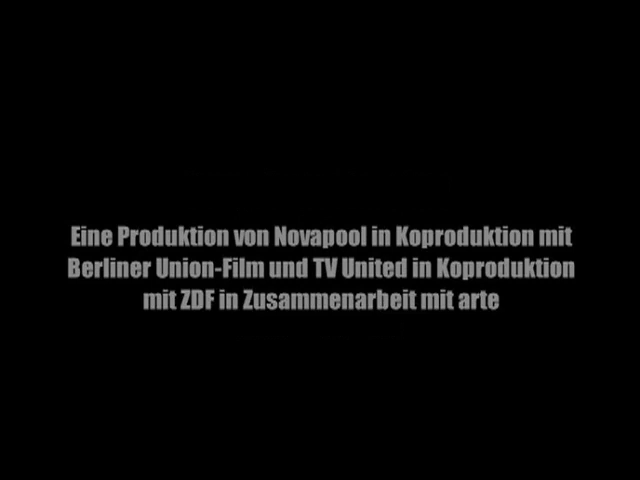 Eine Produktion von Novapool in Koproduktion mit
Berliner Union-Film und TV United in Koproduktion
mit ZDF in Zusammenarbeit mit arte